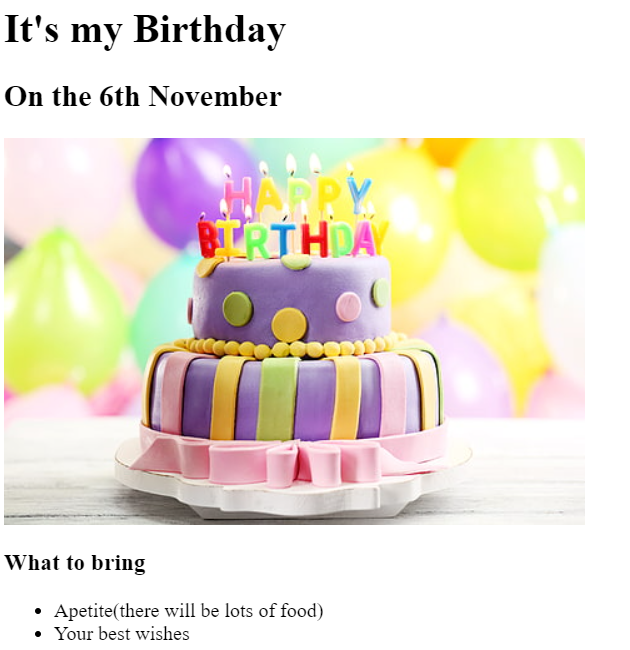 It's my Birthday
On the 6th November
HAPPY
BIRTHDAY
What to bring
Apetite(there will be lots of food)
Your best wishes